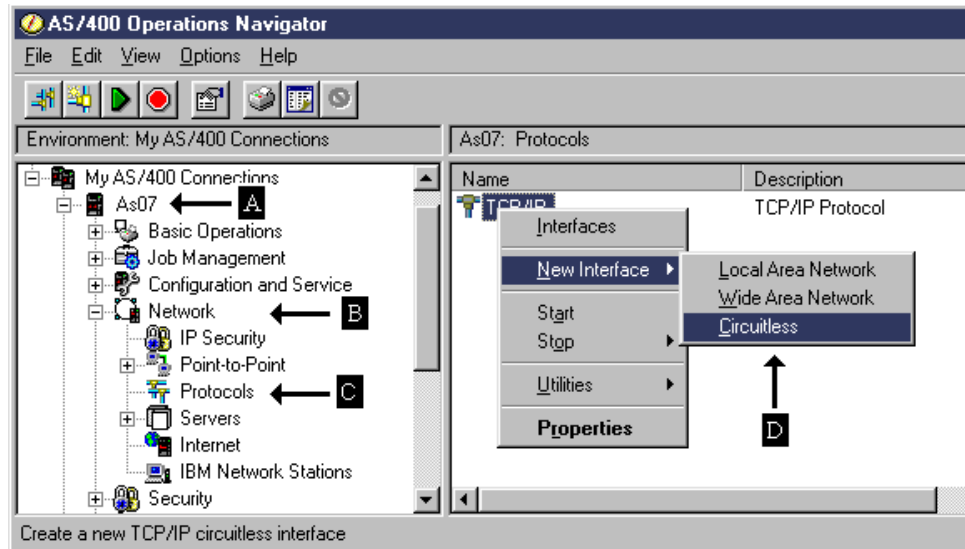 AS/400 Operations Navigator
File Edit View Options Help
Environment: My AS/400 Connections
As07: Protocols
My AS/400 Connections
As07
A
Basic Operations
Job Management
Configuration and Service
Network
B
IP Security
Point-to-Point
Protocols
C
Servers
Internet
IBM Network Stations
Security
Name Description
TCP/IP TCP/IP Protocol
Interfaces
New Interface
Start
Stop
Utilities
Properties
Local Area Network
Wide Area Network
Circuitless
D
Create a new TCP/IP circuitless interface